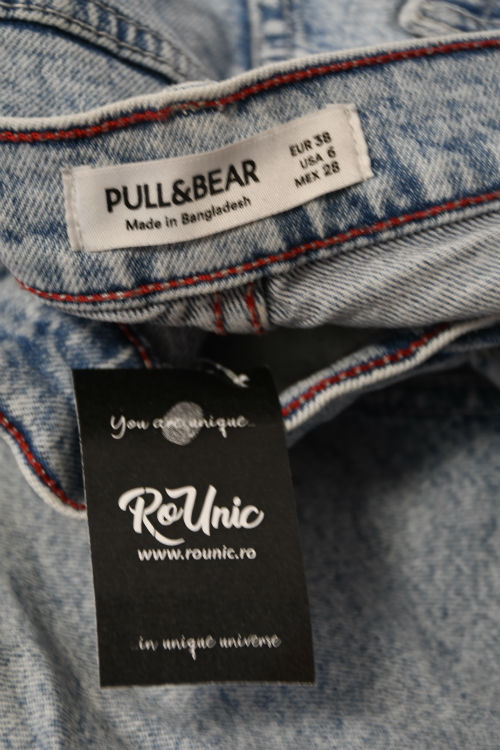 PULL&BEAR
Made in Bangladesh
EUR 38
USA 6
MEX 28
You are unique..
RoUnic
www.rounic.ro
..in unique universe